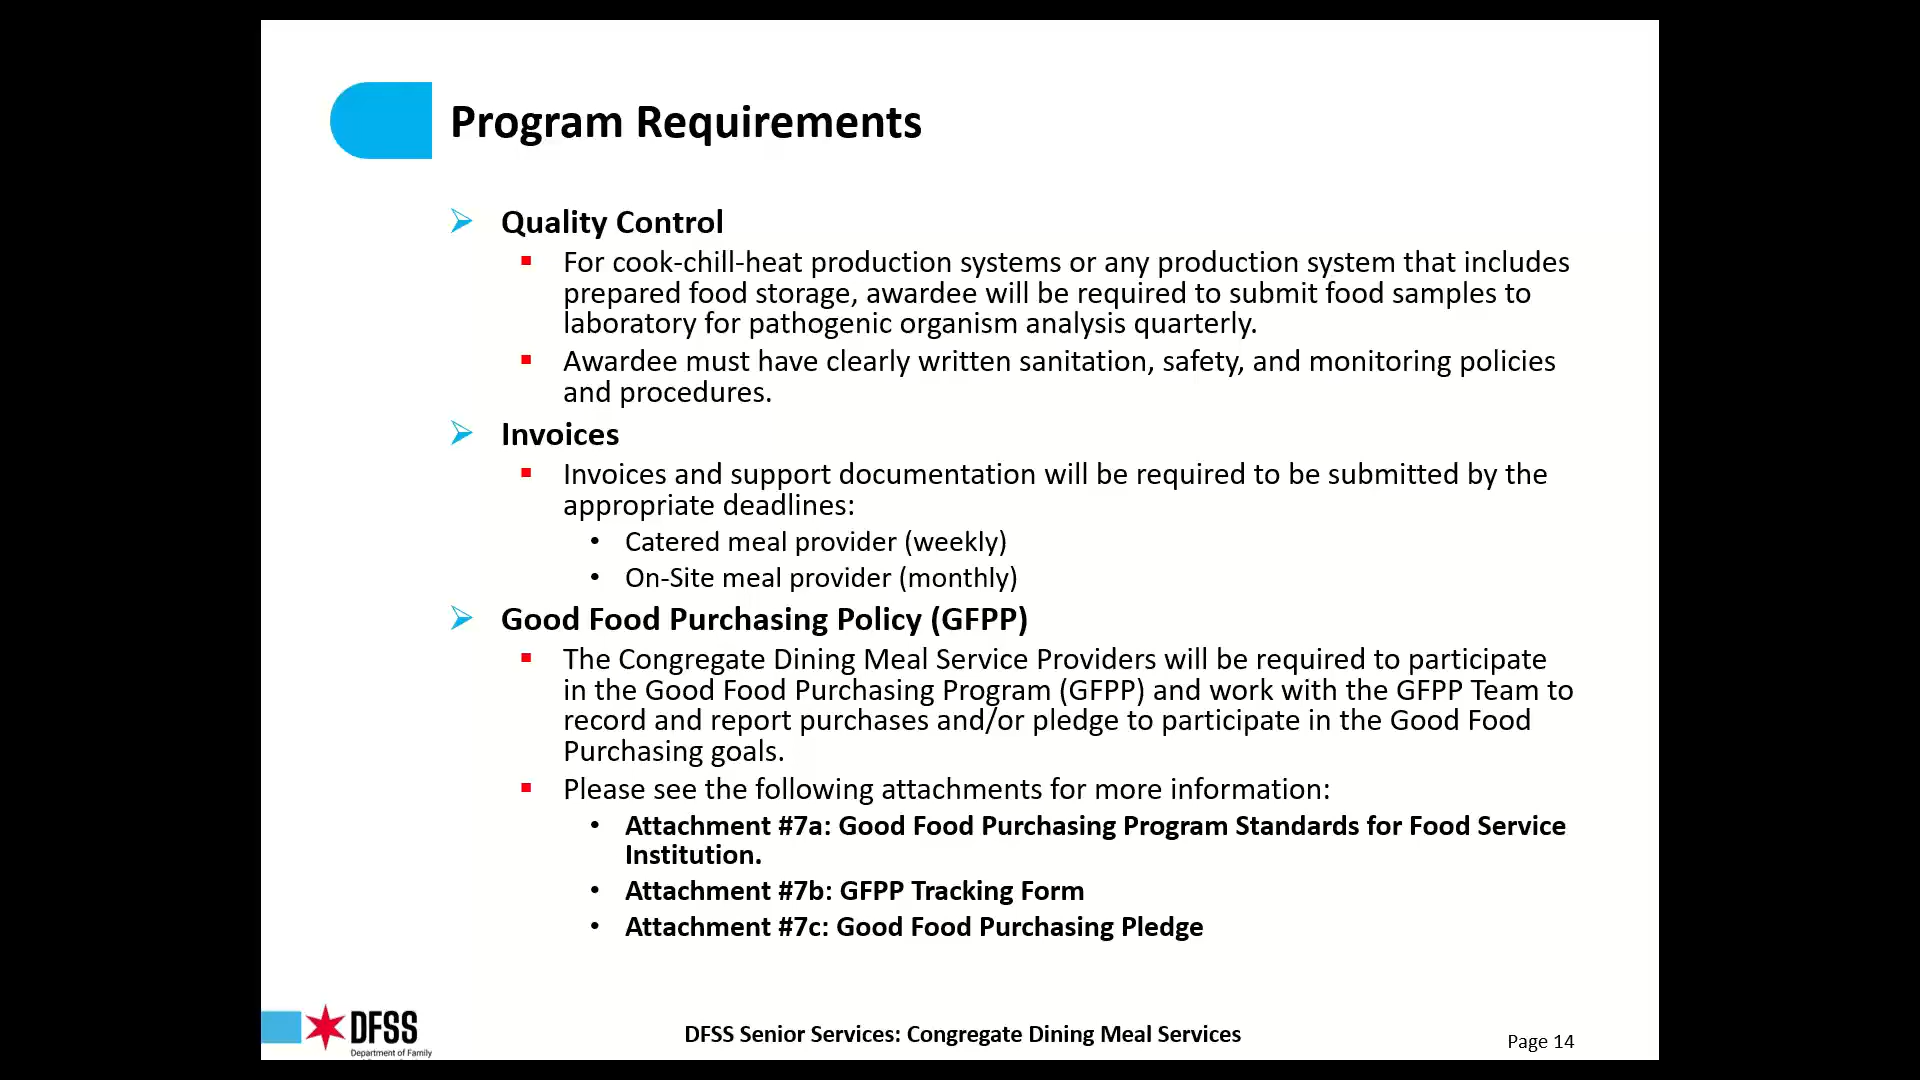 Program Requirements
Quality Control
For cook-chill-heat production systems or any production system that includes
prepared food storage, awardee will be required to submit food samples to
laboratory for pathogenic organism analysis quarterly.
Awardee must have clearly written sanitation, safety, and monitoring policies
and procedures.
Invoices
Invoices and support documentation will be required to be submitted by the
appropriate deadlines:
• Catered meal provider (weekly)
• On-Site meal provider (monthly)
Good Food Purchasing Policy (GFPP)
The Congregate Dining Meal Service Providers will be required to participate
in the Good Food Purchasing Program (GFPP) and work with the GFPP Team to
record and report purchases and/or pledge to participate in the Good Food
Purchasing goals.
Please see the following attachments for more information:
• Attachment #7a: Good Food Purchasing Program Standards for Food Service
Institution.
• Attachment #7b: GFPP Tracking Form
• Attachment #7c: Good Food Purchasing Pledge
DFSS
Department of Family
DFSS Senior Services: Congregate Dining Meal Services
Page 14